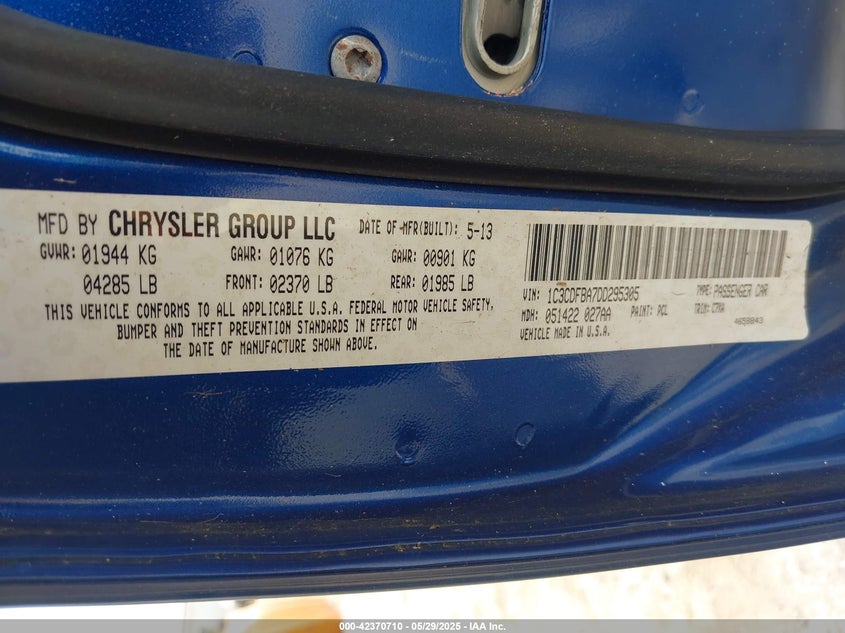 MFD BY CHRYSLER GROUP LLC DATE OF MFR(BUILT): 5-13
GVWR: 01944 KG GAWR: 01076 KG GAWR: 00901 KG
04285 LB FRONT: 02370 LB REAR: 01985 LB
THIS VEHICLE CONFORMS TO ALL APPLICABLE U.S.A. FEDERAL MOTOR VEHICLE SAFETY,
BUMPER AND THEFT PREVENTION STANDARDS IN EFFECT ON
THE DATE OF MANUFACTURE SHOWN ABOVE.
VIN: 1C3CDFBA7DD295305 TYPE: PASSENGER CAR
MDH: 051422 027AA PAINT: PCL TRIM: C7XA
VEHICLE MADE IN U.S.A. 4658843
000-42370710 | 05/29/2025 | IAA Inc.